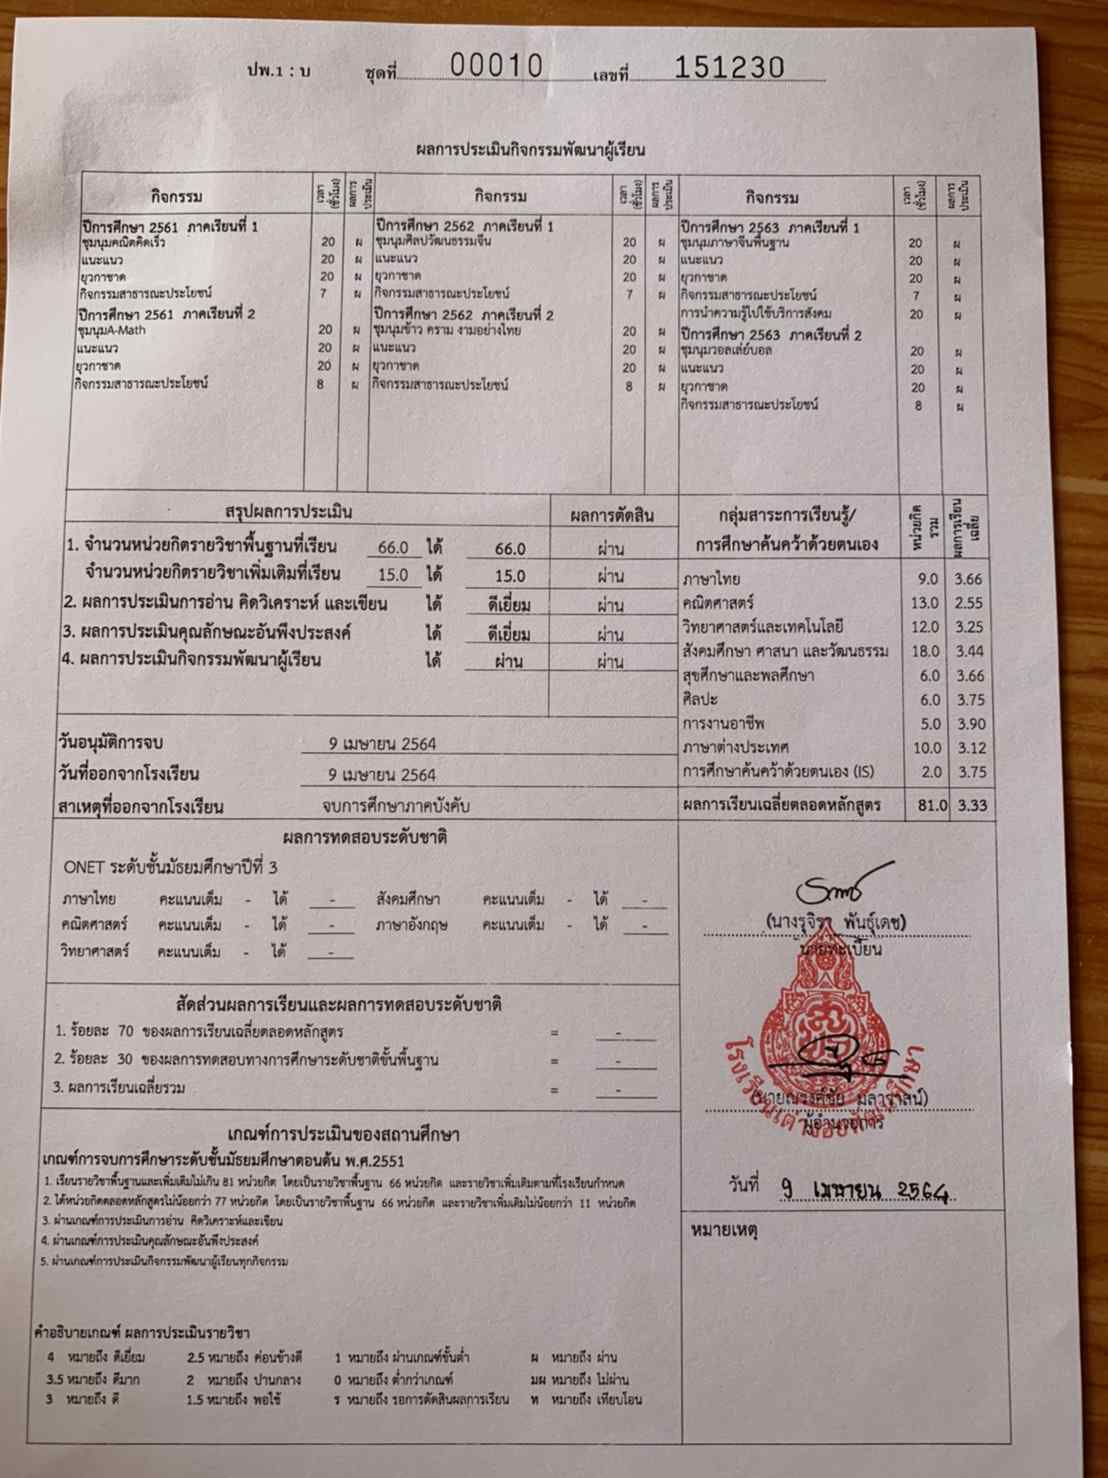 ปพ.1 : บ ชุดที่ 00010 เลขที่ 151230
ผลการประเมินกิจกรรมพัฒนาผู้เรียน
กิจกรรม เวลา (ชั่วโมง) ผลการประเมิน กิจกรรม เวลา (ชั่วโมง) ผลการประเมิน กิจกรรม เวลา (ชั่วโมง) ผลการประเมิน
ปีการศึกษา 2561 ภาคเรียนที่ 1
ชุมนุมคณิตคิดเร็ว 20 ผ
แนะแนว 20 ผ
ยุวกาชาด 20 ผ
กิจกรรมสาธารณะประโยชน์ 7 ผ
ปีการศึกษา 2561 ภาคเรียนที่ 2
ชุมนุมA-Math 20 ผ
แนะแนว 20 ผ
ยุวกาชาด 20 ผ
กิจกรรมสาธารณะประโยชน์ 8 ผ
ปีการศึกษา 2562 ภาคเรียนที่ 1
ชุมนุมศิลปวัฒนธรรมจีน 20 ผ
แนะแนว 20 ผ
ยุวกาชาด 20 ผ
กิจกรรมสาธารณะประโยชน์ 7 ผ
ปีการศึกษา 2562 ภาคเรียนที่ 2
ชุมนุมข้าว คราม งามอย่างไทย 20 ผ
แนะแนว 20 ผ
ยุวกาชาด 20 ผ
กิจกรรมสาธารณะประโยชน์ 8 ผ
ปีการศึกษา 2563 ภาคเรียนที่ 1
ชุมนุมภาษาจีนพื้นฐาน 20 ผ
แนะแนว 20 ผ
ยุวกาชาด 20 ผ
กิจกรรมสาธารณะประโยชน์ 7 ผ
การนำความรู้ไปใช้บริการสังคม 20 ผ
ปีการศึกษา 2563 ภาคเรียนที่ 2
ชุมนุมวอลเล่ย์บอล 20 ผ
แนะแนว 20 ผ
ยุวกาชาด 20 ผ
กิจกรรมสาธารณะประโยชน์ 8 ผ
สรุปผลการประเมิน ผลการตัดสิน
1. จำนวนหน่วยกิตรายวิชาพื้นฐานที่เรียน 66.0 ได้ 66.0 ผ่าน
จำนวนหน่วยกิตรายวิชาเพิ่มเติมที่เรียน 15.0 ได้ 15.0 ผ่าน
2. ผลการประเมินการอ่าน คิดวิเคราะห์ และเขียน ได้ ดีเยี่ยม ผ่าน
3. ผลการประเมินคุณลักษณะอันพึงประสงค์ ได้ ดีเยี่ยม ผ่าน
4. ผลการประเมินกิจกรรมพัฒนาผู้เรียน ได้ ผ่าน ผ่าน
วันอนุมัติการจบ 9 เมษายน 2564
วันที่ออกจากโรงเรียน 9 เมษายน 2564
สาเหตุที่ออกจากโรงเรียน จบการศึกษาภาคบังคับ
กลุ่มสาระการเรียนรู้/ การศึกษาค้นคว้าด้วยตนเอง หน่วยกิตรวม ผลการเรียนเฉลี่ย
ภาษาไทย 9.0 3.66
คณิตศาสตร์ 13.0 2.55
วิทยาศาสตร์และเทคโนโลยี 12.0 3.25
สังคมศึกษา ศาสนา และวัฒนธรรม 18.0 3.44
สุขศึกษาและพลศึกษา 6.0 3.66
ศิลปะ 6.0 3.75
การงานอาชีพ 5.0 3.90
ภาษาต่างประเทศ 10.0 3.12
การศึกษาค้นคว้าด้วยตนเอง (IS) 2.0 3.75
ผลการเรียนเฉลี่ยตลอดหลักสูตร 81.0 3.33
ผลการทดสอบระดับชาติ
ONET ระดับชั้นมัธยมศึกษาปีที่ 3
ภาษาไทย คะแนนเต็ม - ได้ - สังคมศึกษา คะแนนเต็ม - ได้ -
คณิตศาสตร์ คะแนนเต็ม - ได้ - ภาษาอังกฤษ คะแนนเต็ม - ได้ -
วิทยาศาสตร์ คะแนนเต็ม - ได้ -
สัดส่วนผลการเรียนและผลการทดสอบระดับชาติ
1. ร้อยละ 70 ของผลการเรียนเฉลี่ยตลอดหลักสูตร = -
2. ร้อยละ 30 ของผลการทดสอบทางการศึกษาระดับชาติขั้นพื้นฐาน = -
3. ผลการเรียนเฉลี่ยรวม = -
(นางรุจิรา พันธุ์เดช)
นายทะเบียน
ผู้อำนวยการ
วันที่ 9 เมษายน 2564
หมายเหตุ
เกณฑ์การประเมินของสถานศึกษา
เกณฑ์การจบการศึกษาระดับชั้นมัธยมศึกษาตอนต้น พ.ศ.2551
1. เรียนรายวิชาพื้นฐานและเพิ่มเติมไม่เกิน 81 หน่วยกิต โดยเป็นรายวิชาพื้นฐาน 66 หน่วยกิต และรายวิชาเพิ่มเติมตามที่โรงเรียนกำหนด
2. ได้หน่วยกิตตลอดหลักสูตรไม่น้อยกว่า 77 หน่วยกิต โดยเป็นรายวิชาพื้นฐาน 66 หน่วยกิต และรายวิชาเพิ่มเติมไม่น้อยกว่า 11 หน่วยกิต
3. ผ่านเกณฑ์การประเมินการอ่าน คิดวิเคราะห์และเขียน
4. ผ่านเกณฑ์การประเมินคุณลักษณะอันพึงประสงค์
5. ผ่านเกณฑ์การประเมินกิจกรรมพัฒนาผู้เรียนทุกกิจกรรม
คำอธิบายเกณฑ์ ผลการประเมินรายวิชา
4 หมายถึง ดีเยี่ยม 2.5 หมายถึง ค่อนข้างดี 1 หมายถึง ผ่านเกณฑ์ขั้นต่ำ ผ หมายถึง ผ่าน
3.5 หมายถึง ดีมาก 2 หมายถึง ปานกลาง 0 หมายถึง ต่ำกว่าเกณฑ์ มผ หมายถึง ไม่ผ่าน
3 หมายถึง ดี 1.5 หมายถึง พอใช้ ร หมายถึง รอการตัดสินผลการเรียน ท หมายถึง เทียบโอน